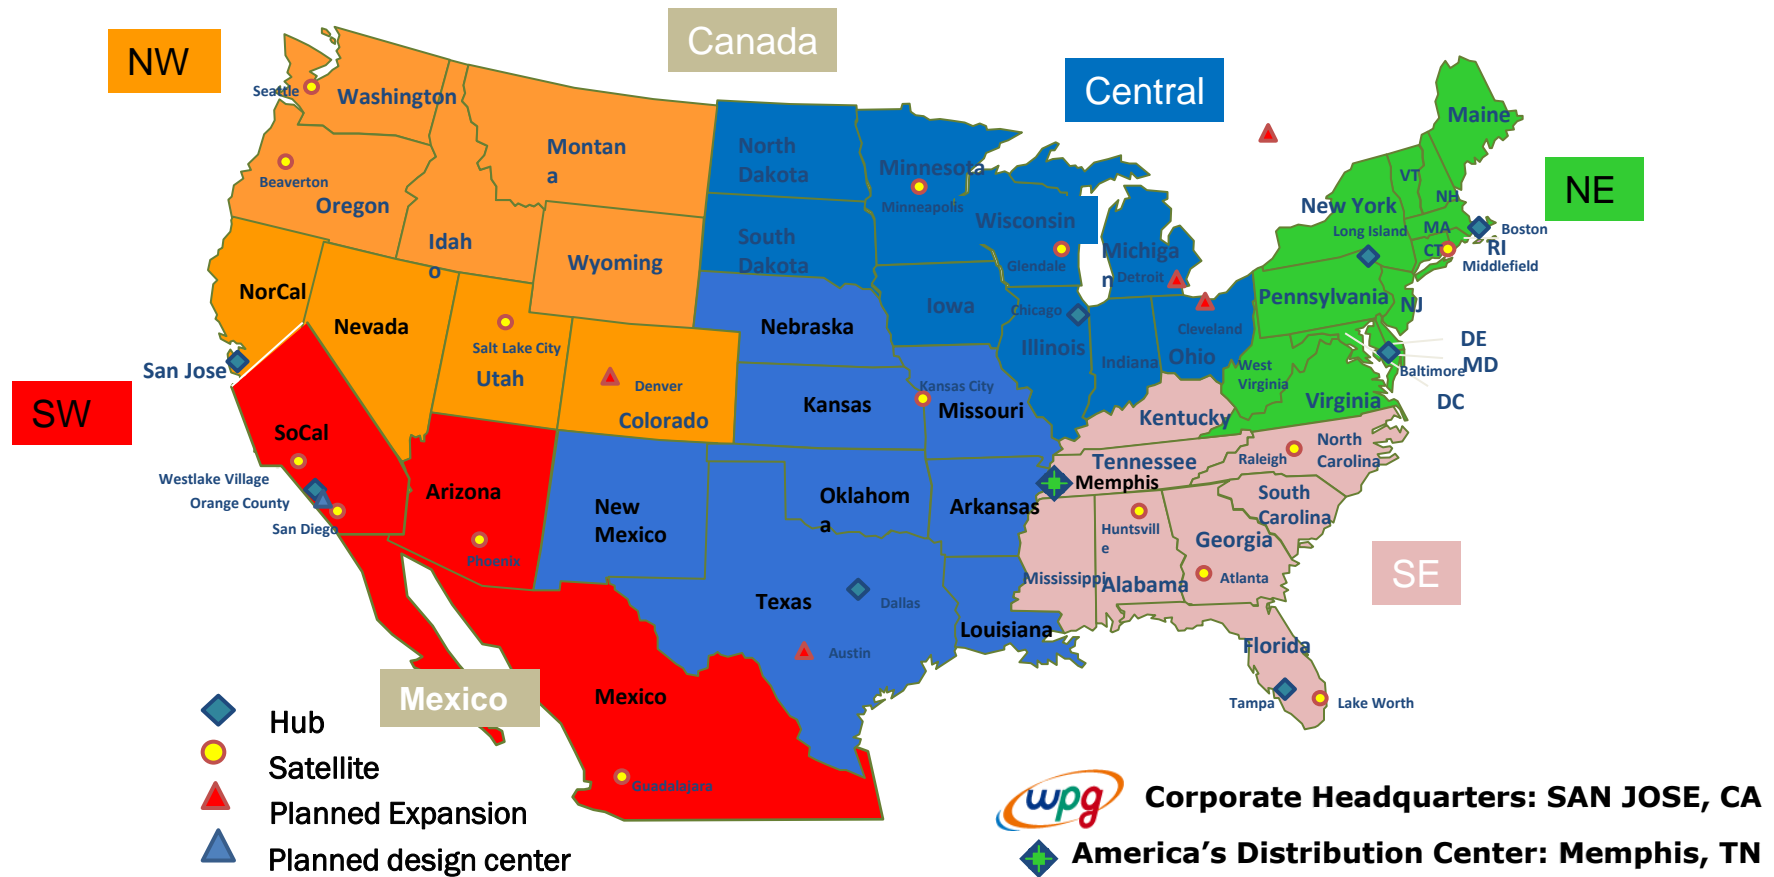 Canada
NW
Central
Seattle
Washington
Maine
North
Dakota
Montan
a
Minnesota
VT
NE
Beaverton
Oregon
Minneapolis
NH
New York
Wisconsin
MA
Boston
Long Island
South
Dakota
Idah
o
Michiga
n
CT
RI
Wyoming
Glendale
Detroit
Middlefield
NorCal
Iowa
Pennsylvania
NJ
Nevada
Nebraska
Chicago
Cleveland
Salt Lake City
Illinois
Indiana
Ohio
DE
MD
San Jose
Utah
Denver
Kansas City
West
Virginia
Baltimore
SW
Colorado
Kansas
Missouri
Kentucky
Virginia
DC
SoCal
North
Carolina
Raleigh
Westlake Village
Arizona
Tennessee
Memphis
Orange County
Oklahom
a
New
Mexico
Arkansas
South
Carolina
San Diego
Huntsvill
e
Georgia
Phoenix
Mississippi
Alabama
Atlanta
SE
Texas
Dallas
Louisiana
Austin
Florida
Mexico
Mexico
Tampa
Lake Worth
Guadalajara
Hub
Satellite
Planned Expansion
Planned design center
wpg
Corporate Headquarters: SAN JOSE, CA
America's Distribution Center: Memphis, TN